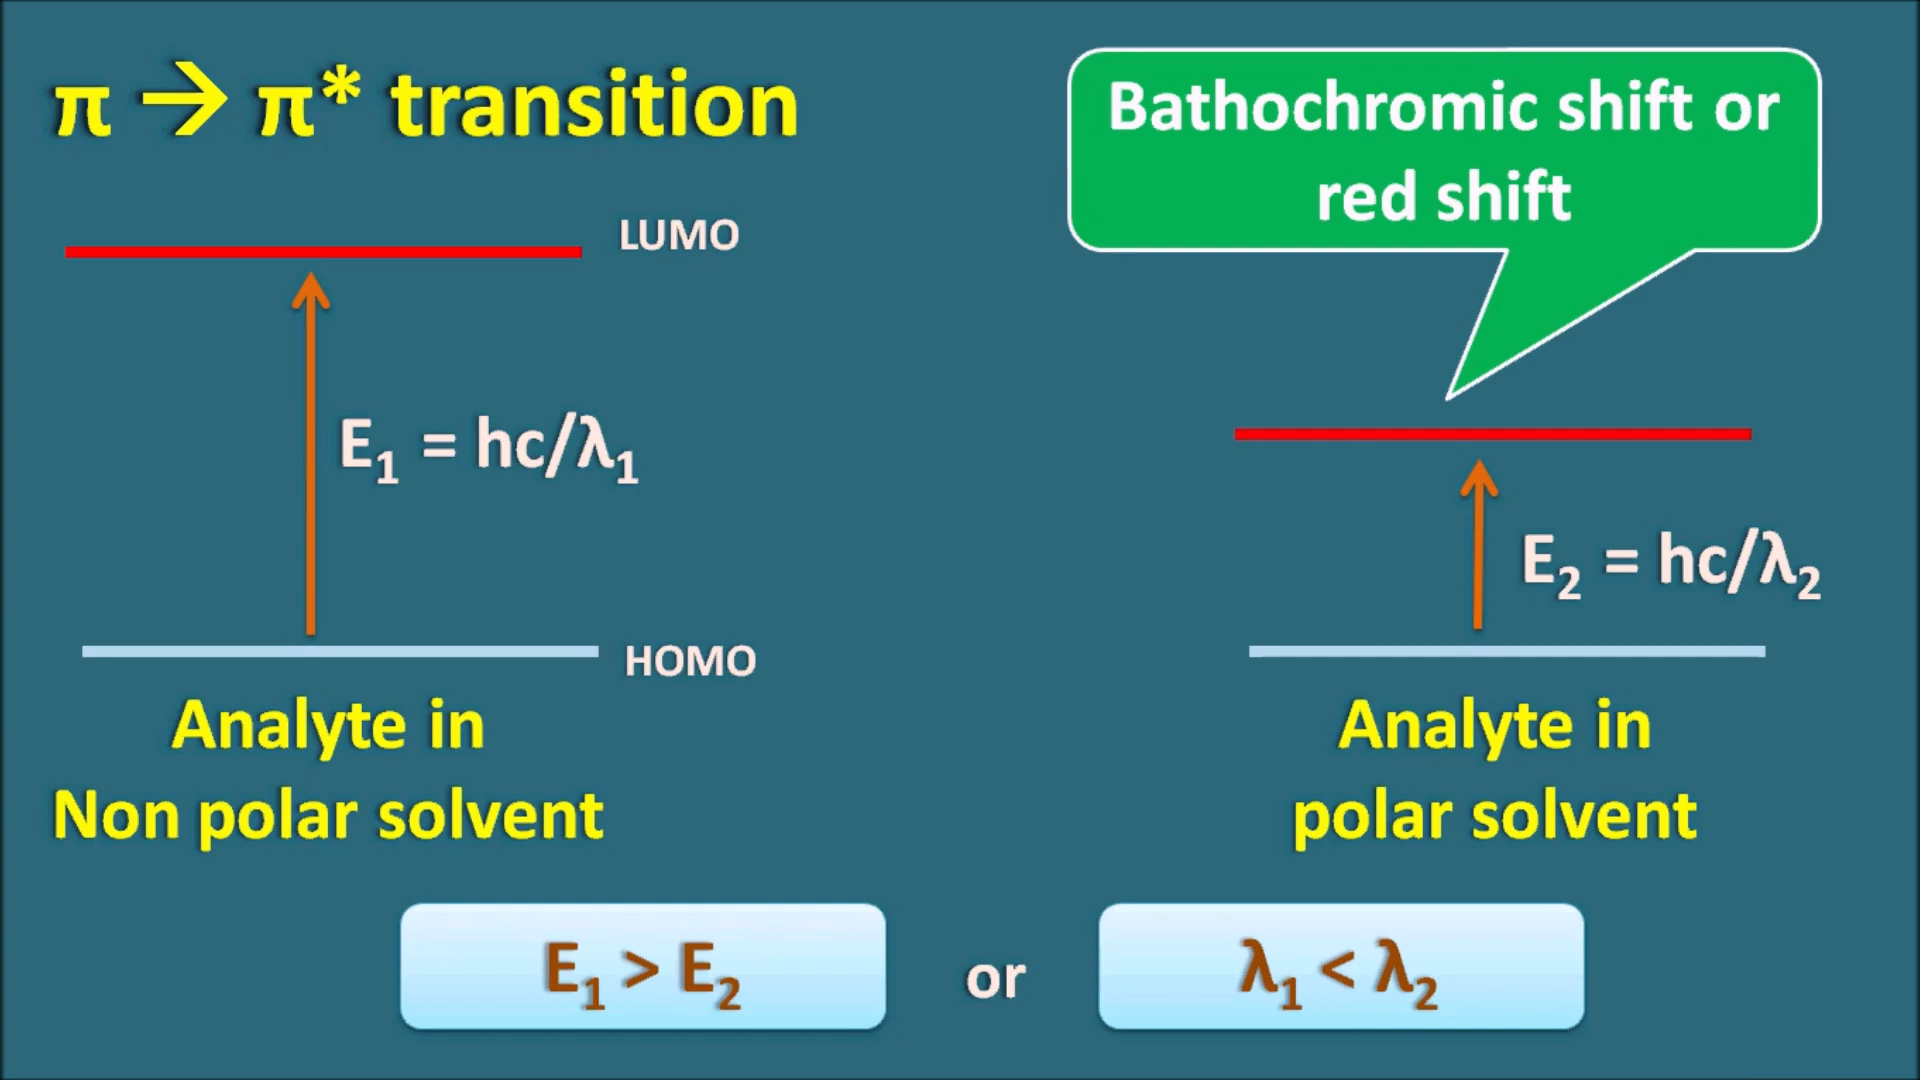 π → π* transition
Bathochromic shift or
red shift
LUMO
E₁ = hc/λ₁
E₂ = hc/λ₂
HOMO
Analyte in
Non polar solvent
Analyte in
polar solvent
E₁ > E₂
or
λ₁ < λ₂